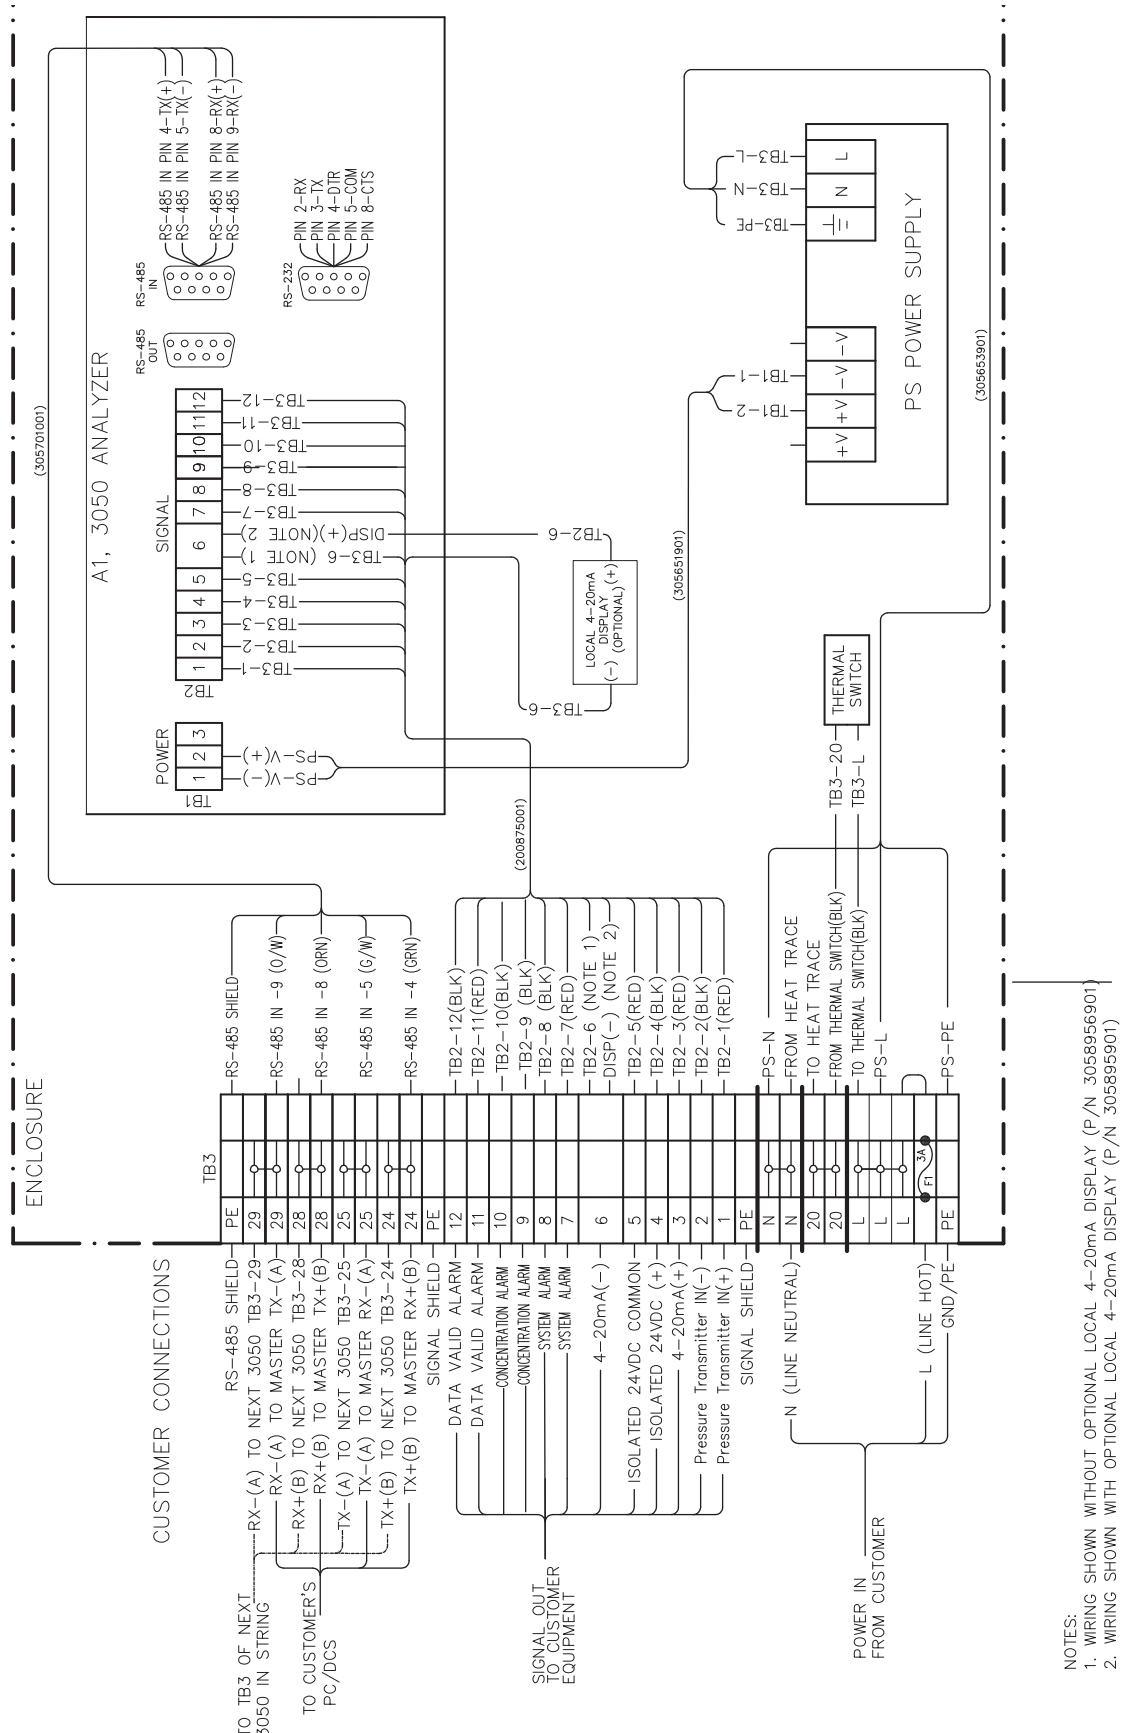 ENCLOSURE
CUSTOMER CONNECTIONS
(305701001)
A1, 3050 ANALYZER
RS-485 IN PIN 4-TX(+)
RS-485 IN PIN 5-TX(-)
RS-485 IN PIN 8-RX(+)
RS-485 IN PIN 9-RX(-)
RS-485
IN
RS-485
OUT
PIN 2-RX
PIN 3-TX
PIN 4-DTR
PIN 5-COM
PIN 8-CTS
RS-232
SIGNAL
TB2
1
2
3
4
5
6
7
8
9
10
11
12
TB3-1
TB3-2
TB3-3
TB3-4
TB3-5
TB3-6 (NOTE 1)
DISP(+)(NOTE 2)
TB3-7
TB3-8
TB3-9
TB3-10
TB3-11
TB3-12
POWER
TB1
1
2
3
PS-V(-)
PS-V(+)
TB2-6
LOCAL 4-20mA
DISPLAY
(-) (OPTIONAL) (+)
TB3-6
(200875001)
(305651901)
(305653901)
PS POWER SUPPLY
+V
+V
-V
-V
TB1-2
TB1-1
N
L
TB3-PE
TB3-N
TB3-L
THERMAL
SWITCH
TB3-20
TB3-L
TB3
PE
29
29
28
28
25
25
24
24
PE
12
11
10
9
8
7
6
5
4
3
2
1
PE
N
N
20
20
L
L
L
F1
3A
PE
RS-485 SHIELD
RS-485 IN -9 (O/W)
RS-485 IN -8 (ORN)
RS-485 IN -5 (G/W)
RS-485 IN -4 (GRN)
TB2-12(BLK)
TB2-11(RED)
TB2-10(BLK)
TB2-9 (BLK)
TB2-8 (BLK)
TB2-7(RED)
TB2-6 (NOTE 1)
DISP(-) (NOTE 2)
TB2-5(RED)
TB2-4(BLK)
TB2-3(RED)
TB2-2(BLK)
TB2-1(RED)
PS-N
FROM HEAT TRACE
TO HEAT TRACE
FROM THERMAL SWITCH(BLK)
TO THERMAL SWITCH(BLK)
PS-L
PS-PE
RS-485 SHIELD
RX-(A) TO NEXT 3050 TB3-29
RX-(A) TO MASTER TX-(A)
RX+(B) TO NEXT 3050 TB3-28
RX+(B) TO MASTER TX+(B)
TX-(A) TO NEXT 3050 TB3-25
TX-(A) TO MASTER RX-(A)
TX+(B) TO NEXT 3050 TB3-24
TX+(B) TO MASTER RX+(B)
SIGNAL SHIELD
DATA VALID ALARM
DATA VALID ALARM
CONCENTRATION ALARM
CONCENTRATION ALARM
SYSTEM ALARM
SYSTEM ALARM
4-20mA(-)
ISOLATED 24VDC COMMON
ISOLATED 24VDC (+)
4-20mA(+)
Pressure Transmitter IN(-)
Pressure Transmitter IN(+)
SIGNAL SHIELD
N (LINE NEUTRAL)
L (LINE HOT)
GND/PE
TO TB3 OF NEXT
3050 IN STRING
TO CUSTOMER'S
PC/DCS
SIGNAL OUT
TO CUSTOMER
EQUIPMENT
POWER IN
FROM CUSTOMER
NOTES:
1. WIRING SHOWN WITHOUT OPTIONAL LOCAL 4-20mA DISPLAY (P/N 305896901)
2. WIRING SHOWN WITH OPTIONAL LOCAL 4-20mA DISPLAY (P/N 305895901)